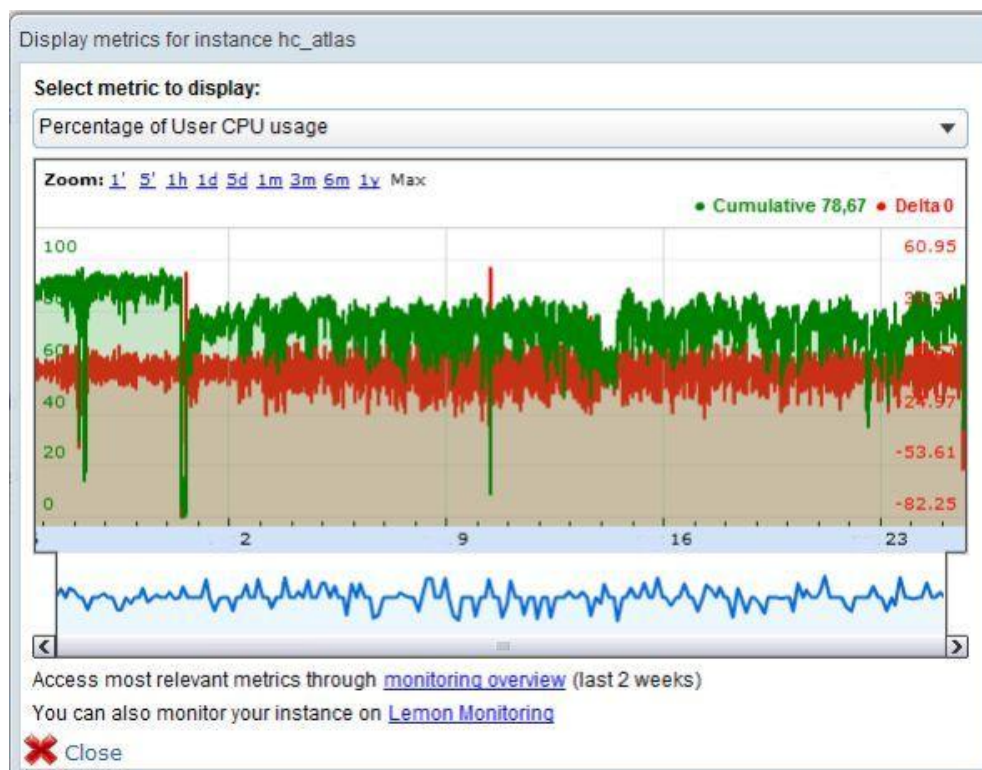 Display metrics for instance hc_atlas
Select metric to display:
Percentage of User CPU usage
Zoom: 1' 5' 1h 1d 5d 1m 3m 6m 1y Max
Cumulative 78,67 Delta 0
100 60.95
60
40 -24.97
20 -53.61
0 -82.25
2 9 16 23
Access most relevant metrics through monitoring overview (last 2 weeks)
You can also monitor your instance on Lemon Monitoring
Close